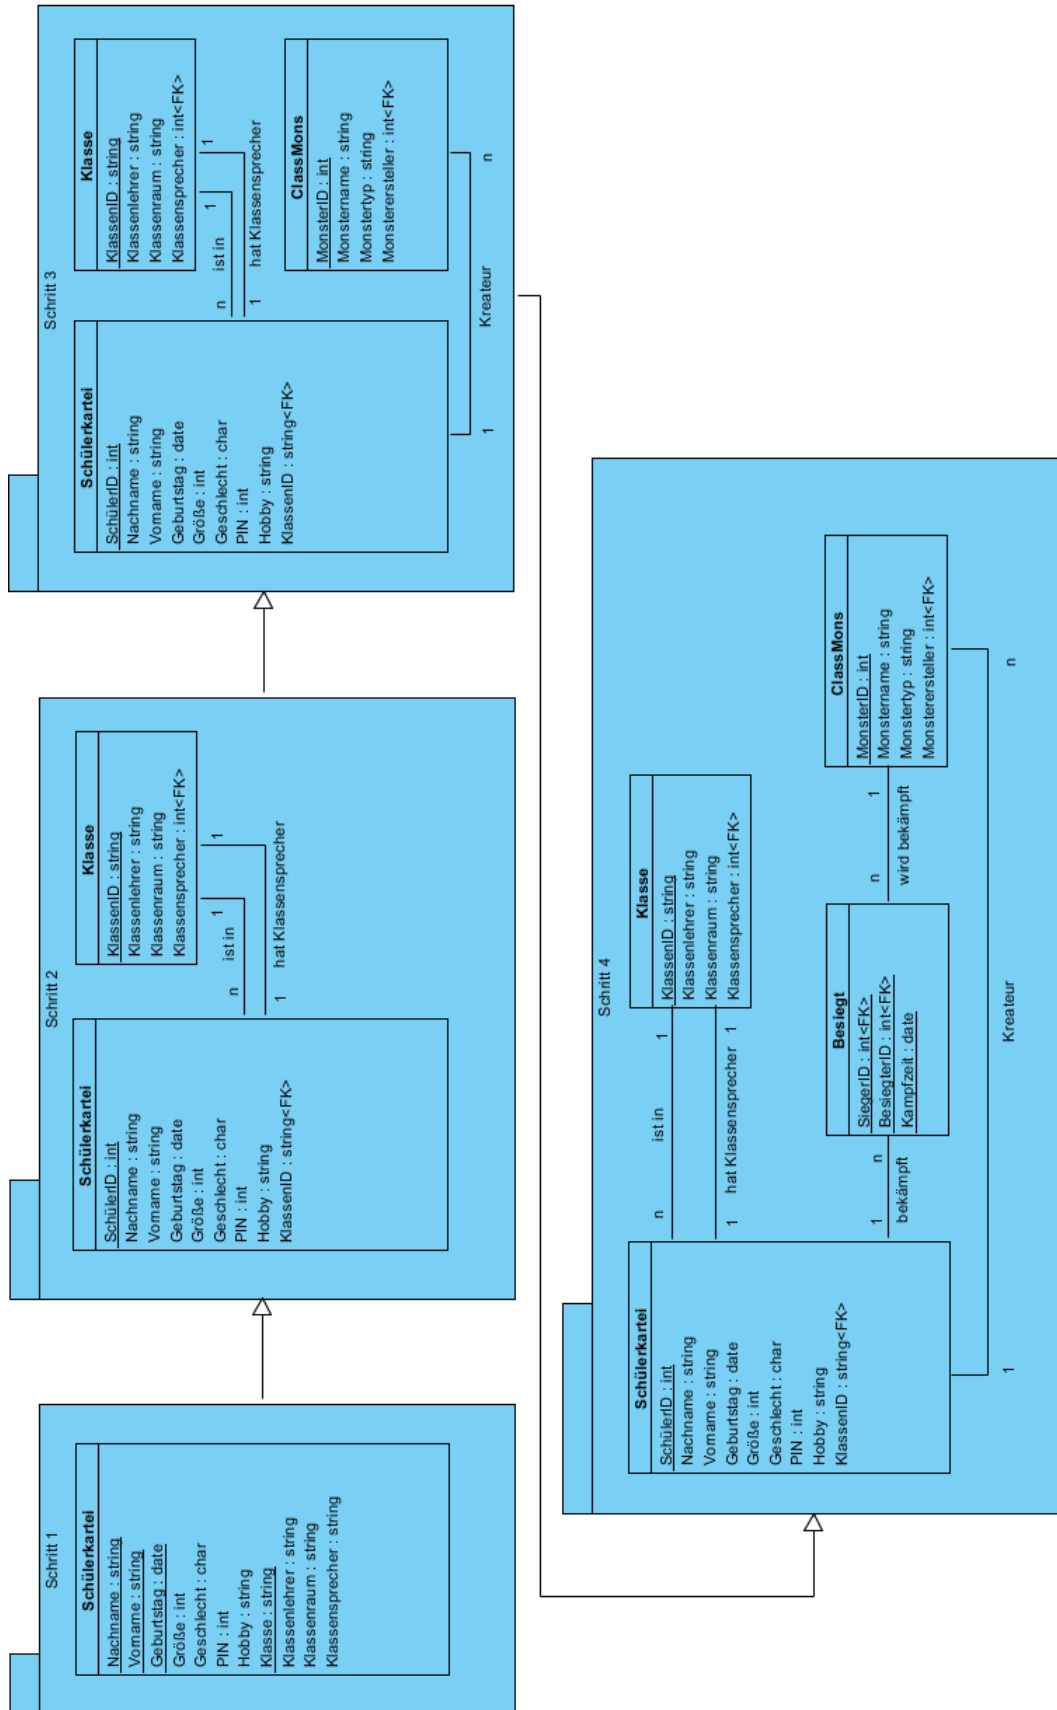 Schritt 1
Schülerkartei
Nachname : string
Vorname : string
Geburtstag : date
Größe : int
Geschlecht : char
PIN : int
Hobby : string
Klasse : string
Klassenlehrer : string
Klassenraum : string
Klassensprecher : string
Schritt 2
Schülerkartei
SchülerID : int
Nachname : string
Vorname : string
Geburtstag : date
Größe : int
Geschlecht : char
PIN : int
Hobby : string
KlassenID : string<FK>
Klasse
KlassenID : string
Klassenlehrer : string
Klassenraum : string
Klassensprecher : int<FK>
n ist in 1
1 hat Klassensprecher 1
Schritt 3
Schülerkartei
SchülerID : int
Nachname : string
Vorname : string
Geburtstag : date
Größe : int
Geschlecht : char
PIN : int
Hobby : string
KlassenID : string<FK>
Klasse
KlassenID : string
Klassenlehrer : string
Klassenraum : string
Klassensprecher : int<FK>
n ist in 1
1 hat Klassensprecher 1
ClassMons
MonsterID : int
Monstername : string
Monstertyp : string
Monsterersteller : int<FK>
1 Kreateur n
Schritt 4
Schülerkartei
SchülerID : int
Nachname : string
Vorname : string
Geburtstag : date
Größe : int
Geschlecht : char
PIN : int
Hobby : string
KlassenID : string<FK>
Klasse
KlassenID : string
Klassenlehrer : string
Klassenraum : string
Klassensprecher : int<FK>
n ist in 1
1 hat Klassensprecher 1
Besiegt
SiegerID : int<FK>
BesiegterID : int<FK>
Kampfzeit : date
1 bekämpft n
n wird bekämpft 1
ClassMons
MonsterID : int
Monstername : string
Monstertyp : string
Monsterersteller : int<FK>
1 Kreateur n